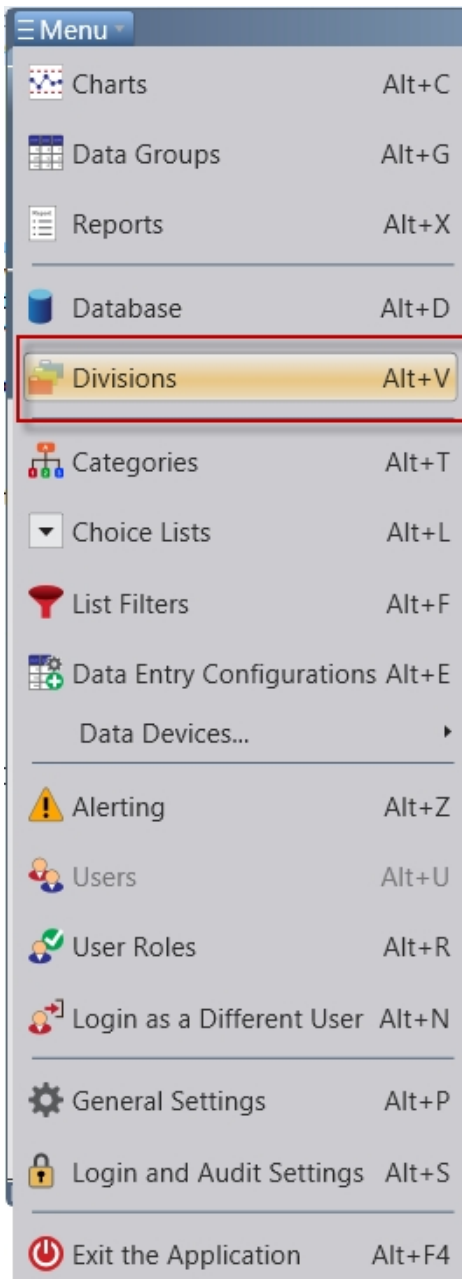 Menu
Charts Alt+C
Data Groups Alt+G
Reports Alt+X
Database Alt+D
Divisions Alt+V
Categories Alt+T
Choice Lists Alt+L
List Filters Alt+F
Data Entry Configurations Alt+E
Data Devices...
Alerting Alt+Z
Users Alt+U
User Roles Alt+R
Login as a Different User Alt+N
General Settings Alt+P
Login and Audit Settings Alt+S
Exit the Application Alt+F4